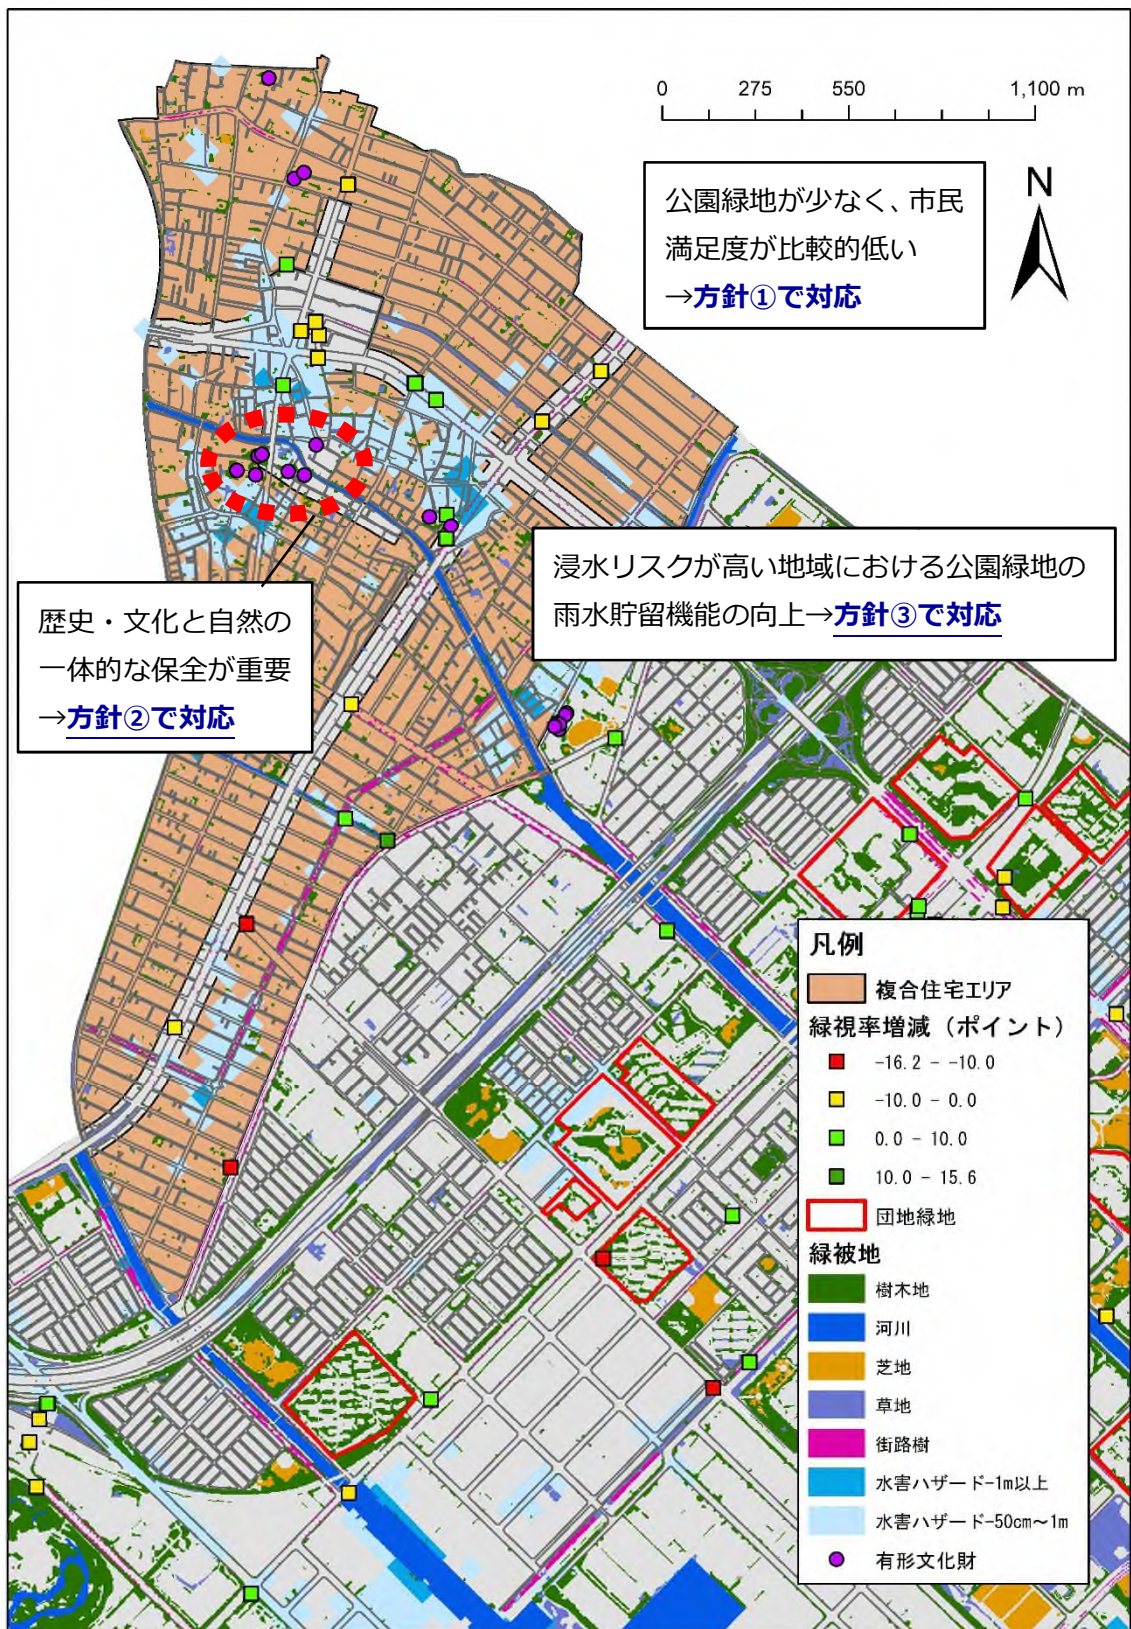 0 275 550 1,100 m
N
公園緑地が少なく、市民
満足度が比較的低い
→方針①で対応
浸水リスクが高い地域における公園緑地の
雨水貯留機能の向上→方針③で対応
歴史・文化と自然の
一体的な保全が重要
→方針②で対応
凡例
複合住宅エリア
緑視率増減（ポイント）
-16.2 - -10.0
-10.0 - 0.0
0.0 - 10.0
10.0 - 15.6
団地緑地
緑被地
樹木地
河川
芝地
草地
街路樹
水害ハザード-1m以上
水害ハザード-50cm～1m
有形文化財